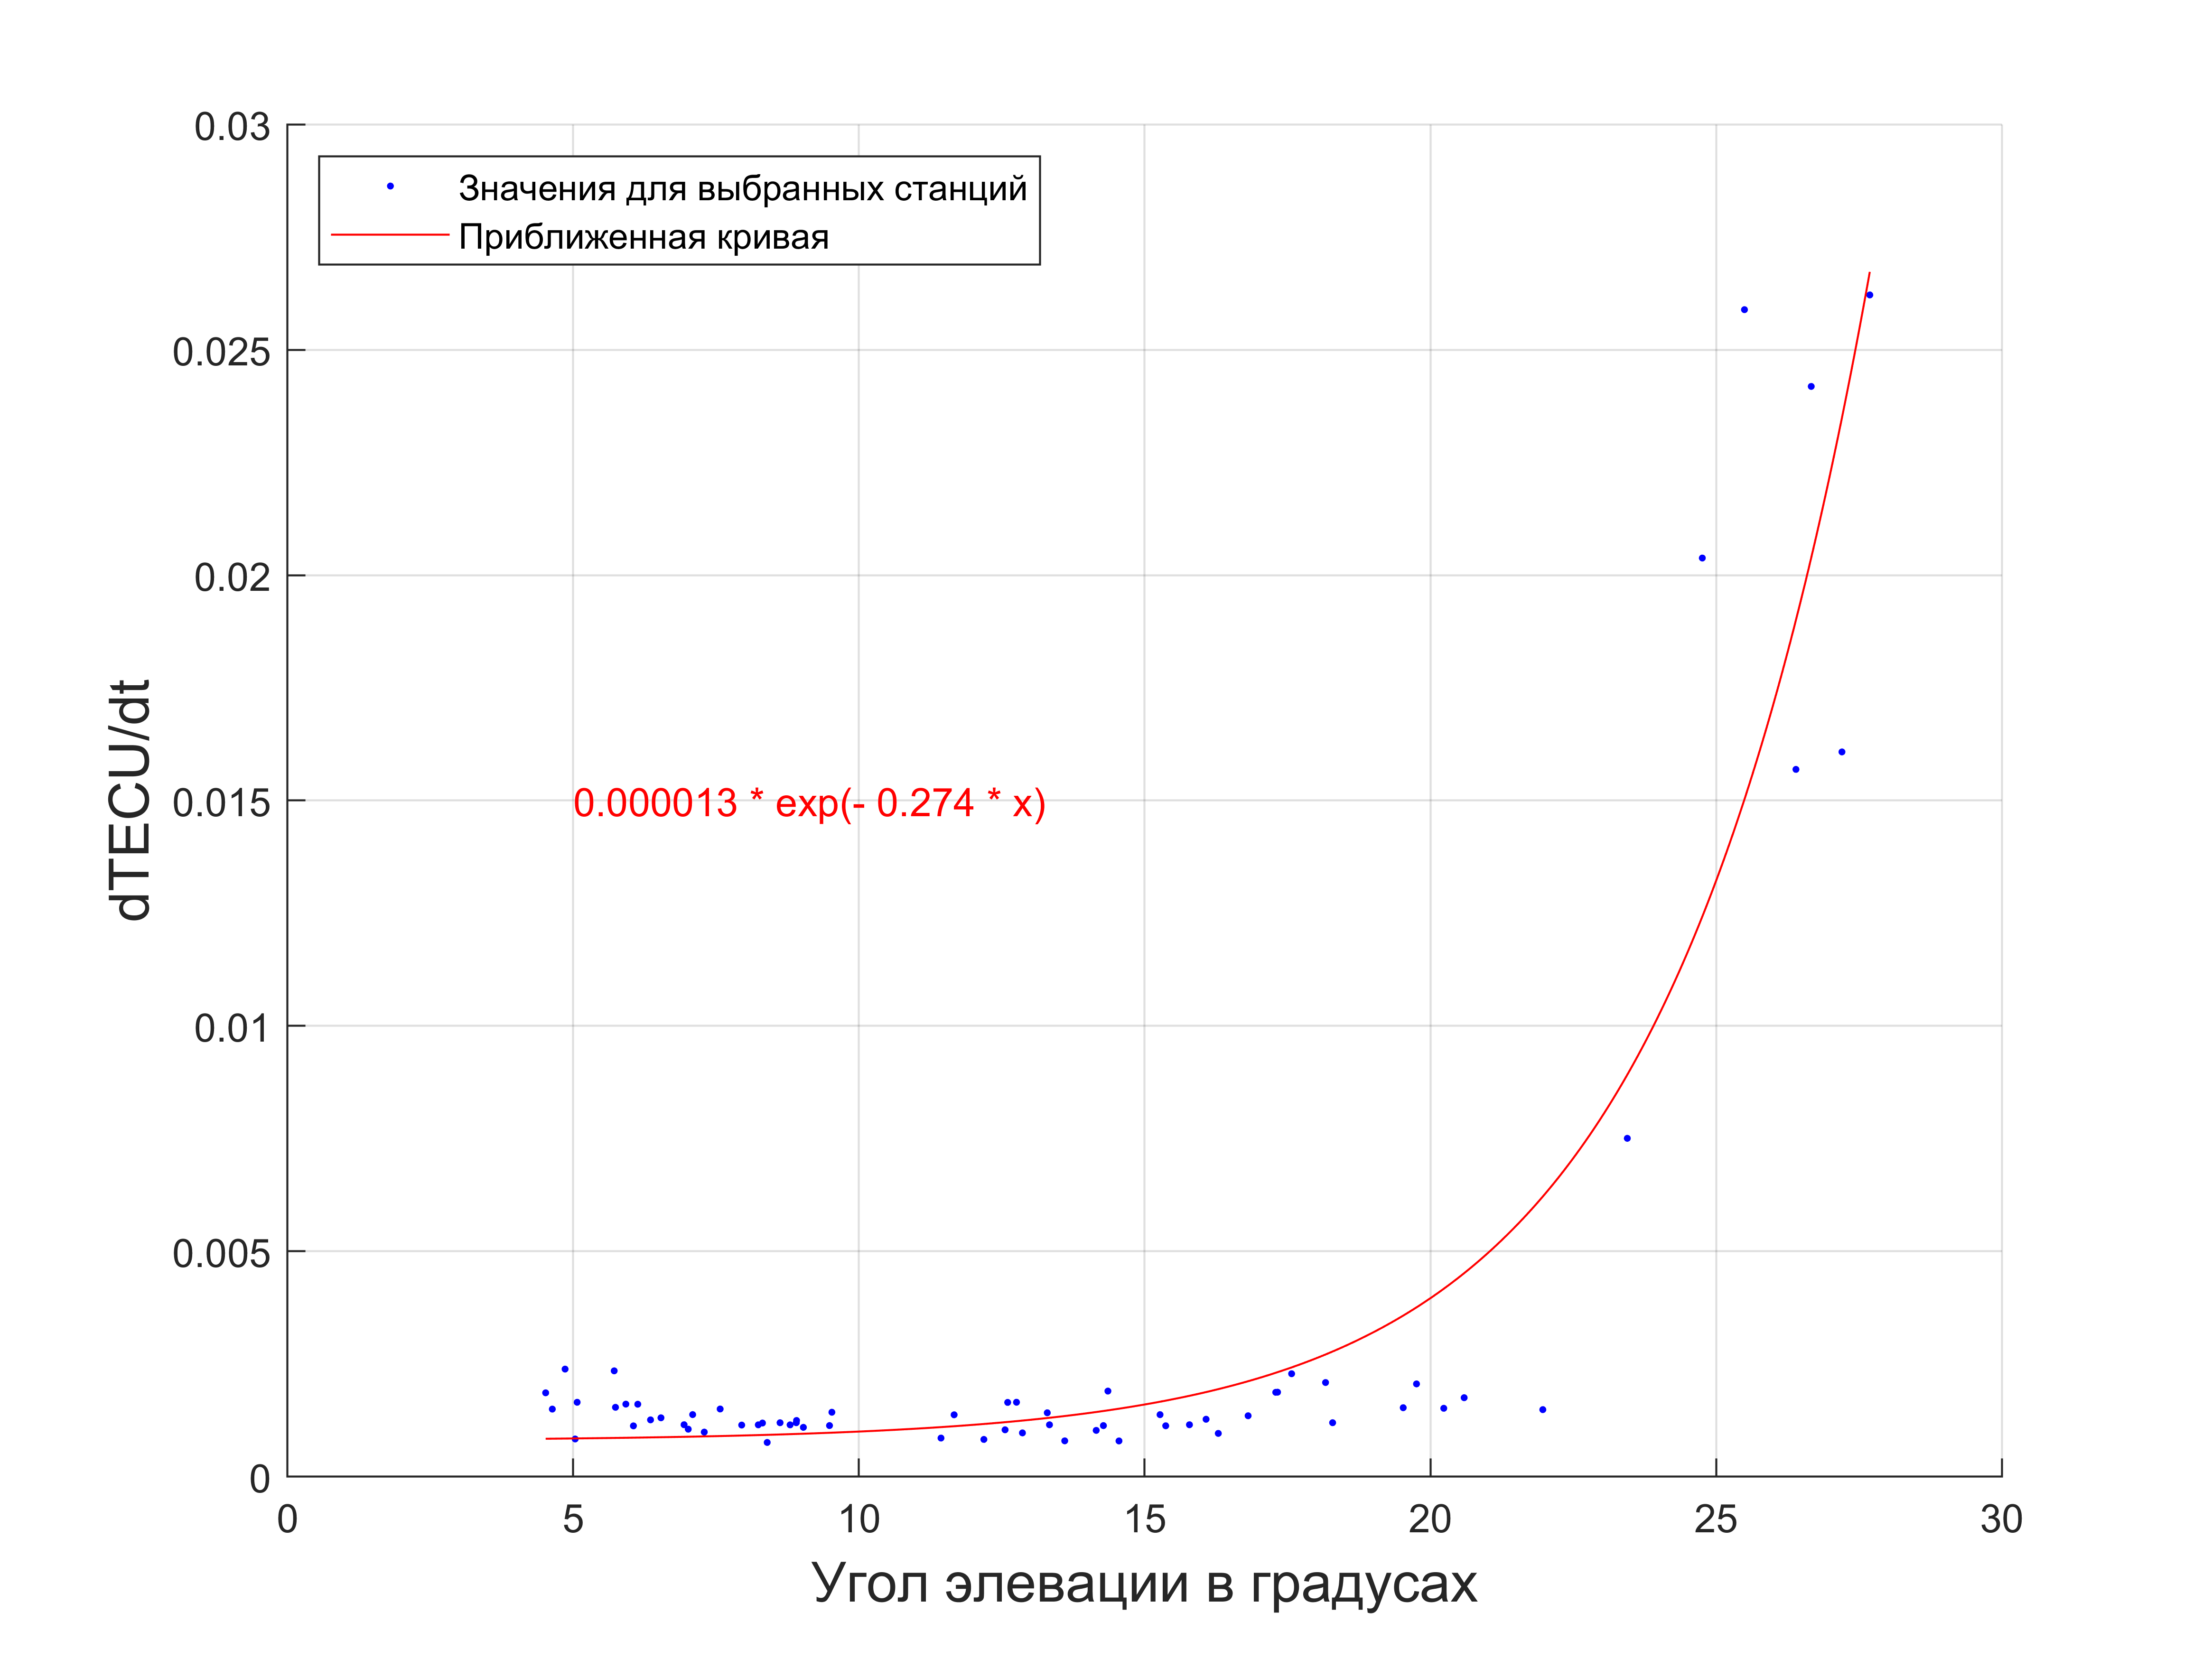 0.03
Значения для выбранных станций
Приближенная кривая
0.025
0.02
0.015
0.000013 * exp(- 0.274 * x)
dTECU/dt
0.01
0.005
0
0 5 10 15 20 25 30
Угол элевации в градусах